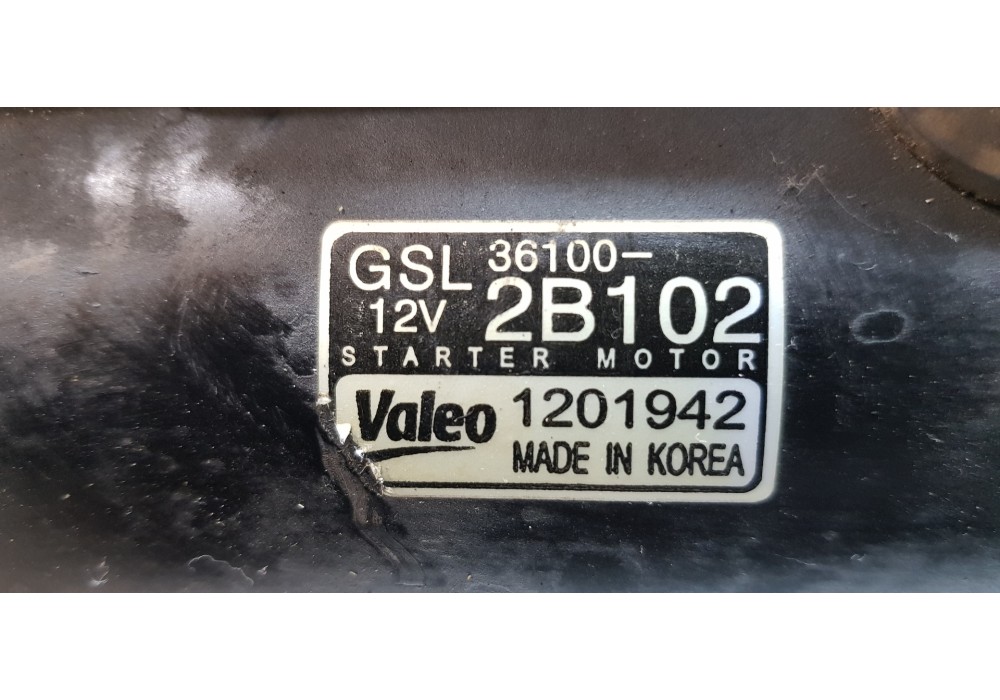 GSL 36100-
12V 2B102
STARTER MOTOR
Valeo 1201942
MADE IN KOREA